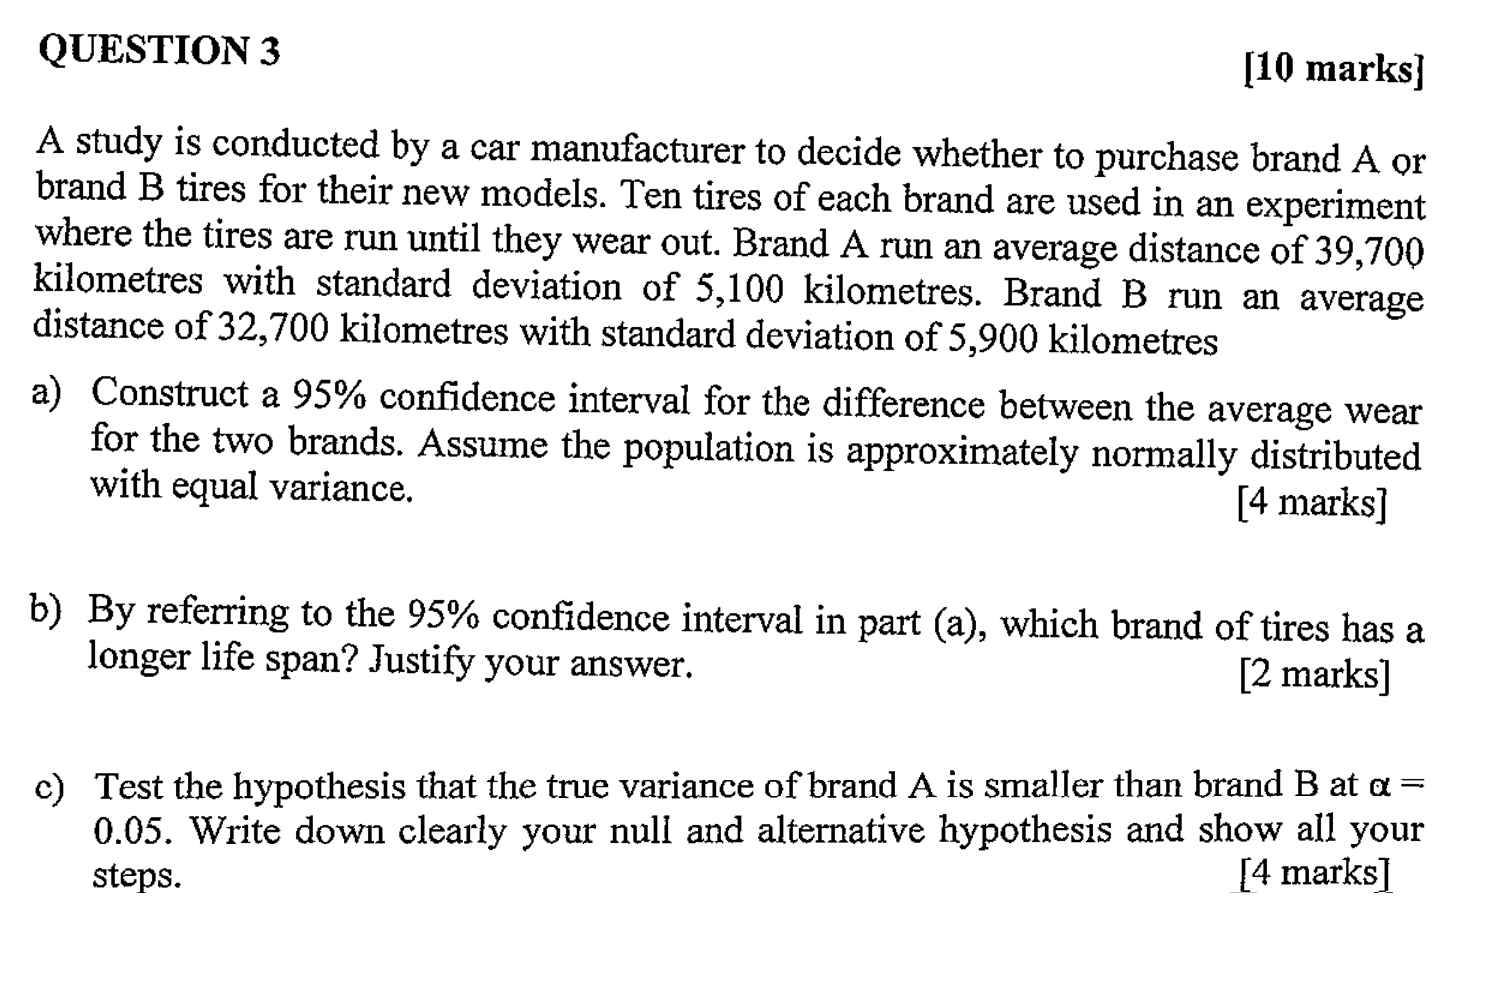 QUESTION 3
[10 marks]
A study is conducted by a car manufacturer to decide whether to purchase brand A or
brand B tires for their new models. Ten tires of each brand are used in an experiment
where the tires are run until they wear out. Brand A run an average distance of 39,700
kilometres with standard deviation of 5,100 kilometres. Brand B run an average
distance of 32,700 kilometres with standard deviation of 5,900 kilometres
a) Construct a 95% confidence interval for the difference between the average wear
for the two brands. Assume the population is approximately normally distributed
with equal variance.
[4 marks]
b) By referring to the 95% confidence interval in part (a), which brand of tires has a
longer life span? Justify your answer.
[2 marks]
c) Test the hypothesis that the true variance of brand A is smaller than brand B at α =
0.05. Write down clearly your null and alternative hypothesis and show all your
steps.
[4 marks]